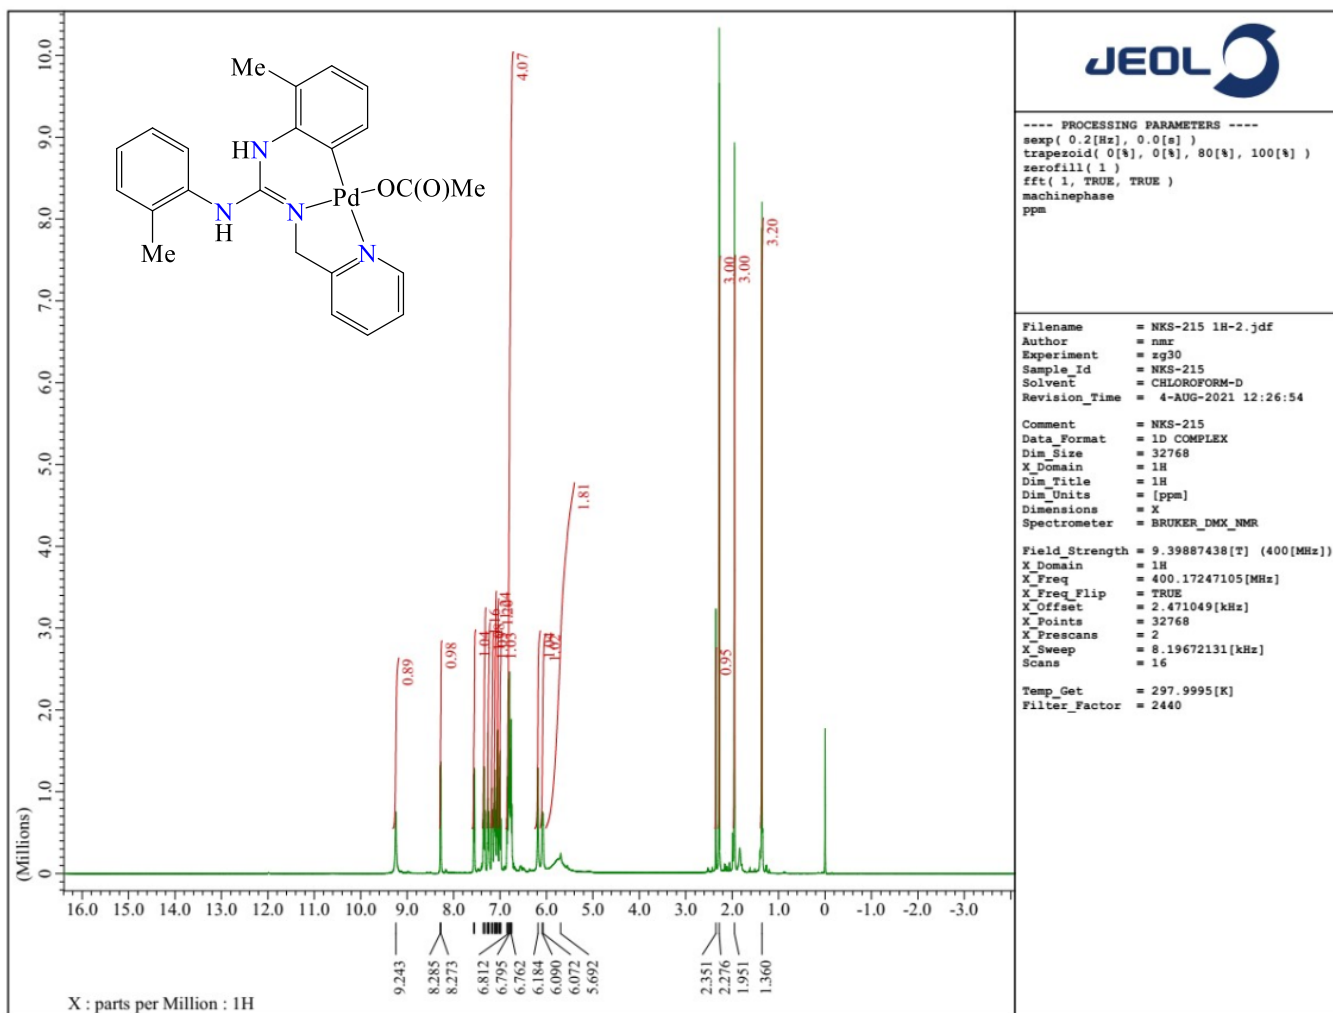 10.0
9.0
8.0
7.0
6.0
5.0
4.0
3.0
2.0
1.0
0
(Millions)
Me
HN
N
H
Me
N
Pd
OC(O)Me
N
4.07
1.81
0.89
0.98
1.04
1.03
1.04
1.02
0.95
3.00
3.00
3.20
16.0 15.0 14.0 13.0 12.0 11.0 10.0 9.0 8.0 7.0 6.0 5.0 4.0 3.0 2.0 1.0 0 -1.0 -2.0 -3.0
9.243
8.285
8.273
6.812
6.795
6.762
6.184
6.090
6.072
5.692
2.351
2.276
1.951
1.360
X : parts per Million : 1H
JEOL
---- PROCESSING PARAMETERS ----
sexp( 0.2[Hz], 0.0[s] )
trapezoid( 0[%], 0[%], 80[%], 100[%] )
zerofill( 1 )
fft( 1, TRUE, TRUE )
machinephase
ppm
Filename = NKS-215 1H-2.jdf
Author = nmr
Experiment = zg30
Sample_Id = NKS-215
Solvent = CHLOROFORM-D
Revision_Time = 4-AUG-2021 12:26:54
Comment = NKS-215
Data_Format = 1D COMPLEX
Dim_Size = 32768
X_Domain = 1H
Dim_Title = 1H
Dim_Units = [ppm]
Dimensions = X
Spectrometer = BRUKER_DMX_NMR
Field_Strength = 9.39887438[T] (400[MHz])
X_Domain = 1H
X_Freq = 400.17247105[MHz]
X_Freq_Flip = TRUE
X_Offset = 2.471049[kHz]
X_Points = 32768
X_Prescans = 2
X_Sweep = 8.19672131[kHz]
Scans = 16
Temp_Get = 297.9995[K]
Filter_Factor = 2440